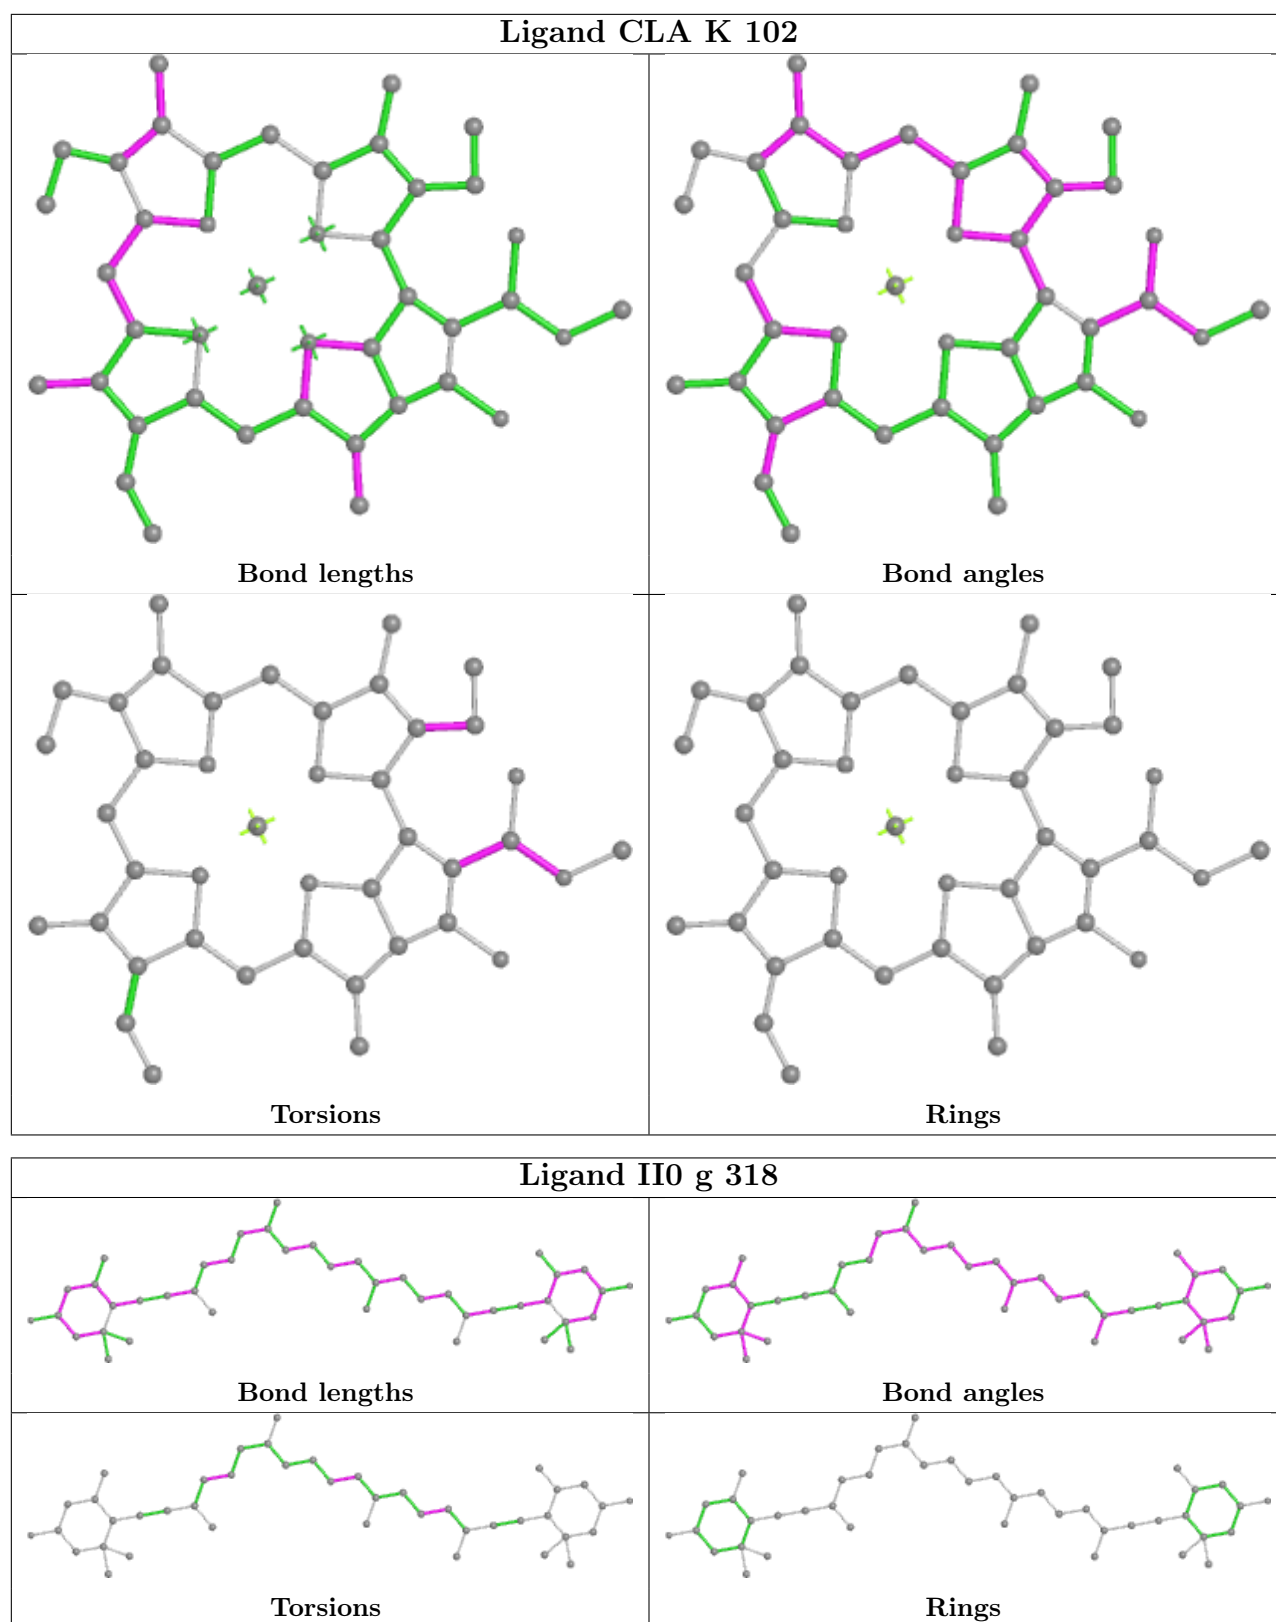 Ligand CLA K 102
Bond lengths
Bond angles
Torsions
Rings
Ligand II0 g 318
Bond lengths
Bond angles
Torsions
Rings